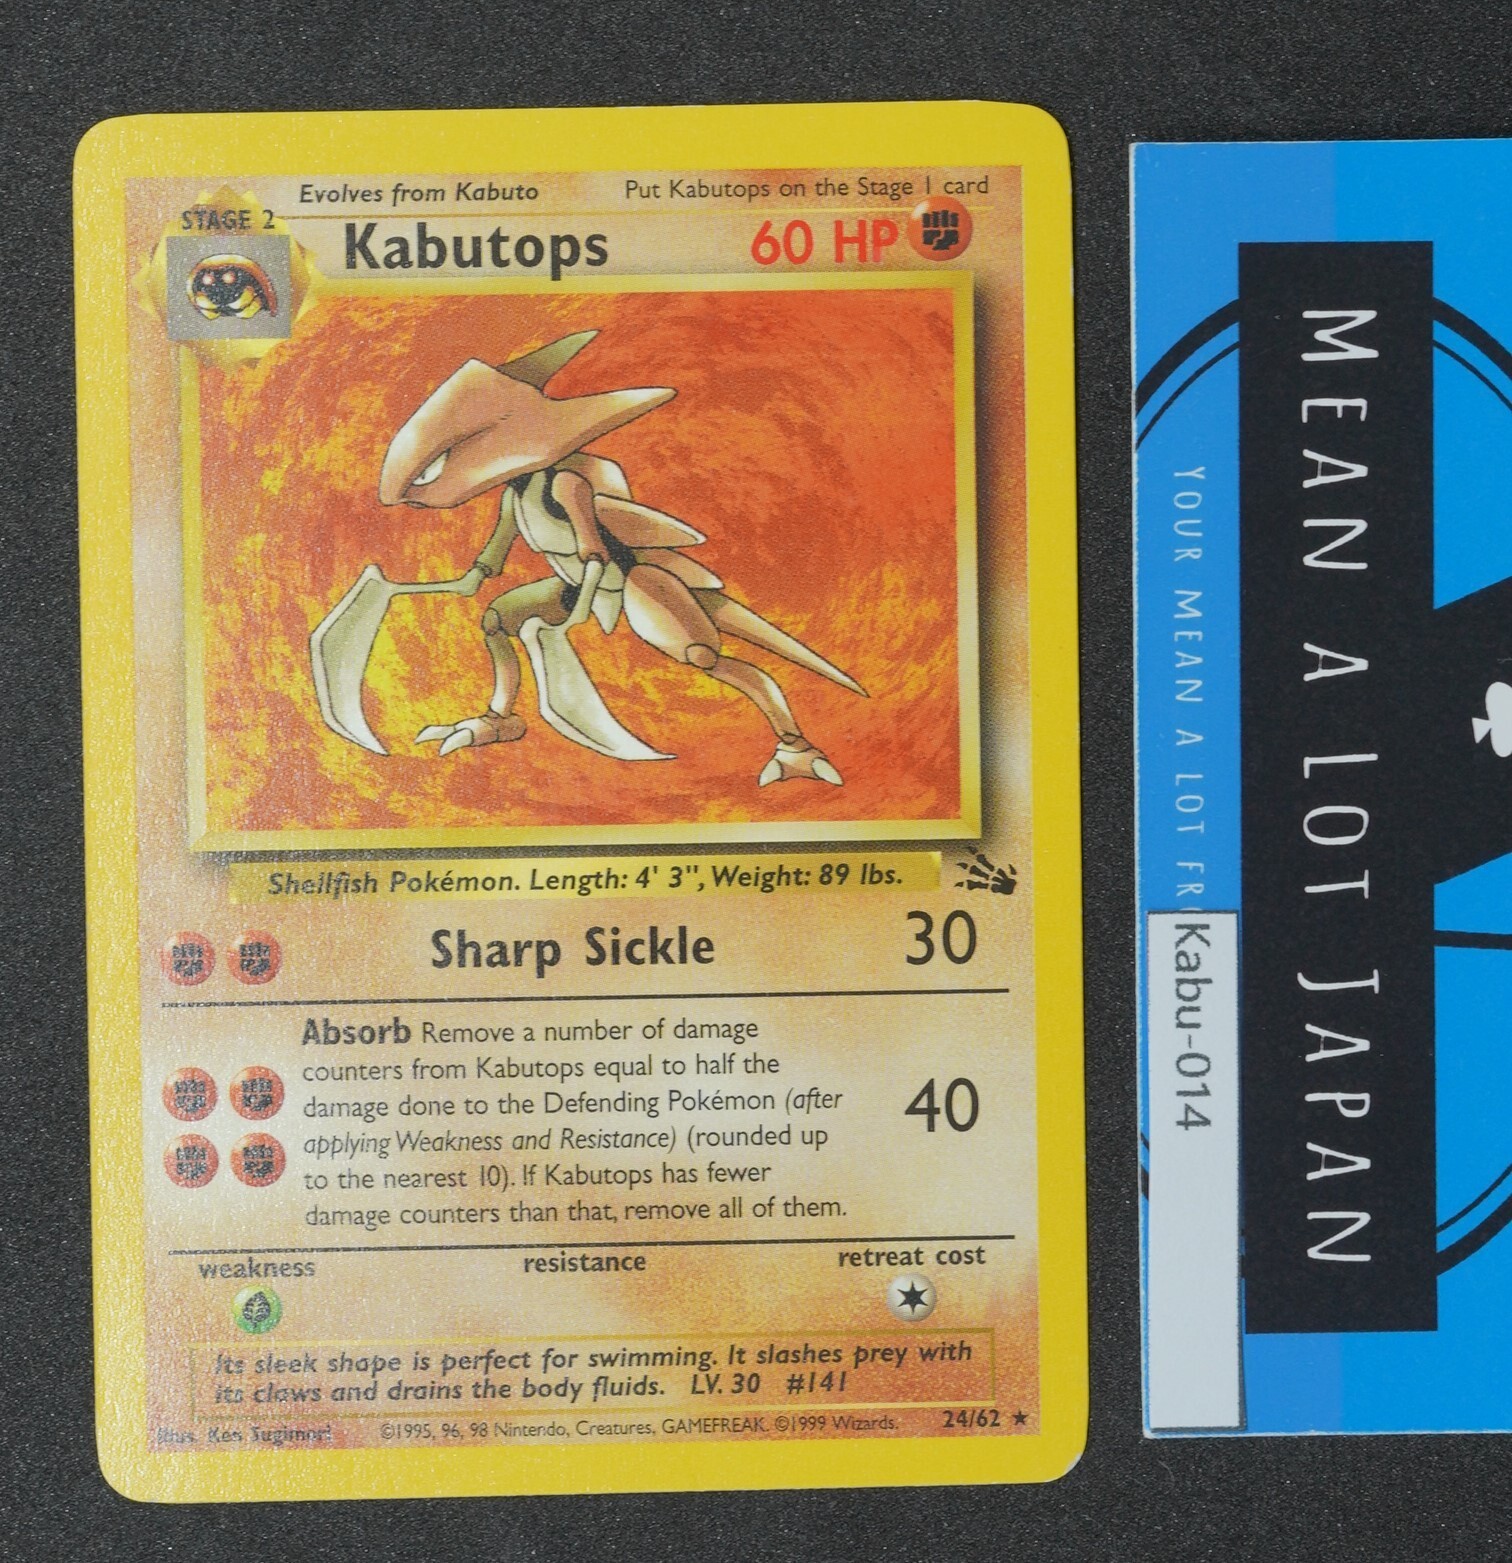 Evolves from Kabuto Put Kabutops on the Stage 1 card
STAGE 2
Kabutops 60 HP
Shellfish Pokémon. Length: 4' 3", Weight: 89 lbs.
Sharp Sickle 30
Absorb Remove a number of damage
counters from Kabutops equal to half the
damage done to the Defending Pokémon (after
applying Weakness and Resistance) (rounded up
to the nearest 10). If Kabutops has fewer
damage counters than that, remove all of them.
40
weakness resistance retreat cost
Its sleek shape is perfect for swimming. It slashes prey with
its claws and drains the body fluids. LV. 30 #141
Illus. Ken Sugimori ©1995, 96, 98 Nintendo, Creatures, GAMEFREAK. ©1999 Wizards. 24/62 ★
MEAN A LOT JAPAN
YOUR MEAN A LOT FR
Kabu-014